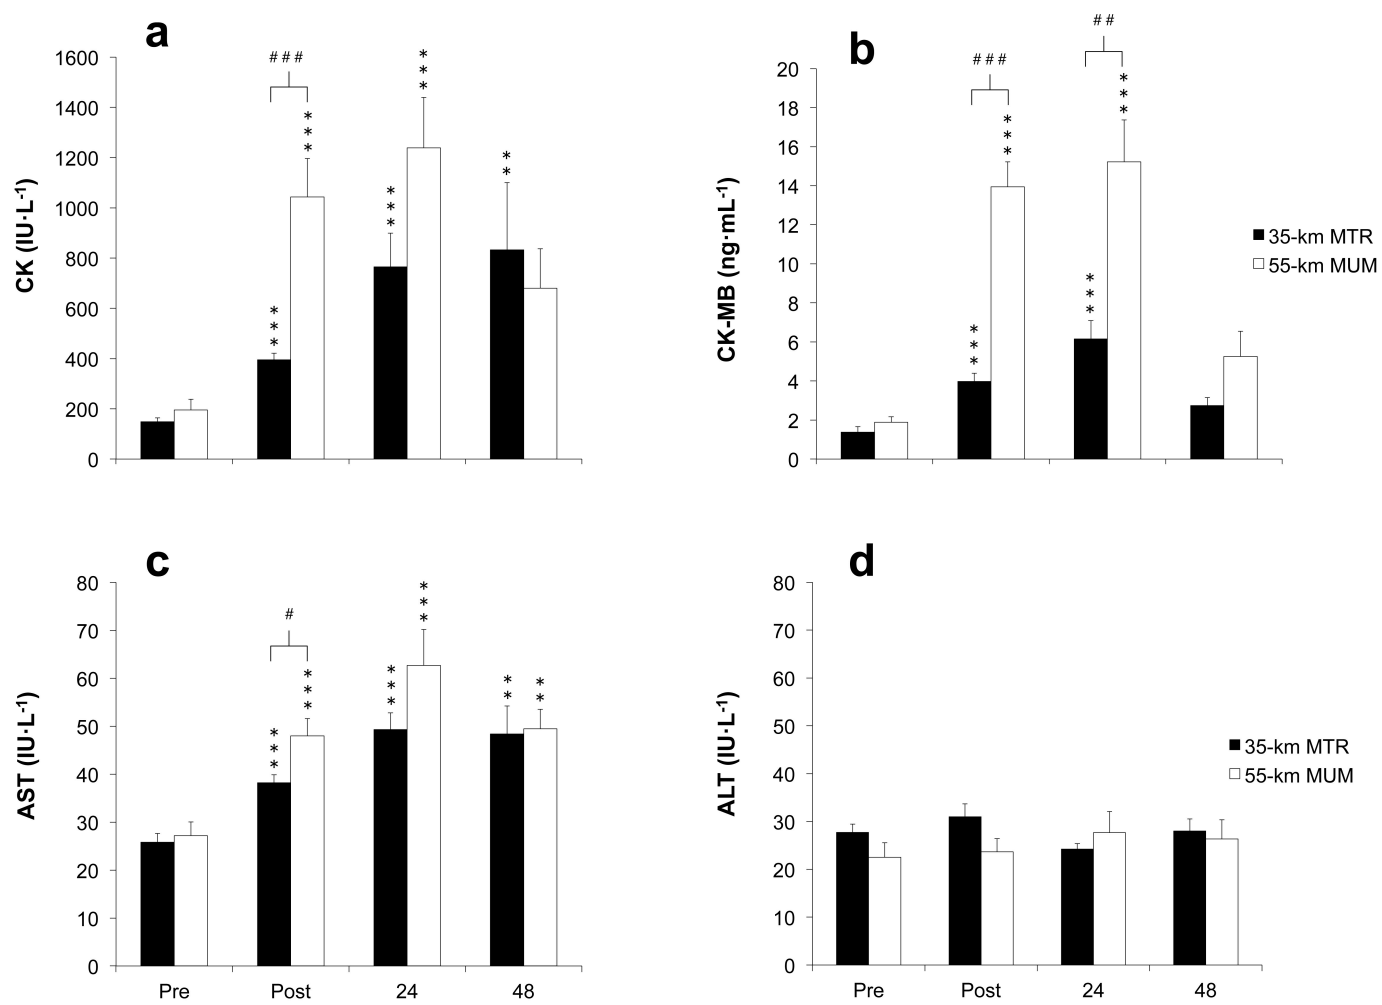 a
# # #
* * *
* * *
* * *
* * *
* *
1600
1400
1200
1000
800
600
400
200
0
CK (IU·L-1)
b
# # #
# #
* * *
* * *
* * *
* * *
20
18
16
14
12
10
8
6
4
2
0
CK-MB (ng·mL-1)
35-km MTR
55-km MUM
c
#
* * *
* * *
* * *
* * *
* *
* *
80
70
60
50
40
30
20
10
0
AST (IU·L-1)
Pre Post 24 48
d
80
70
60
50
40
30
20
10
0
ALT (IU·L-1)
35-km MTR
55-km MUM
Pre Post 24 48